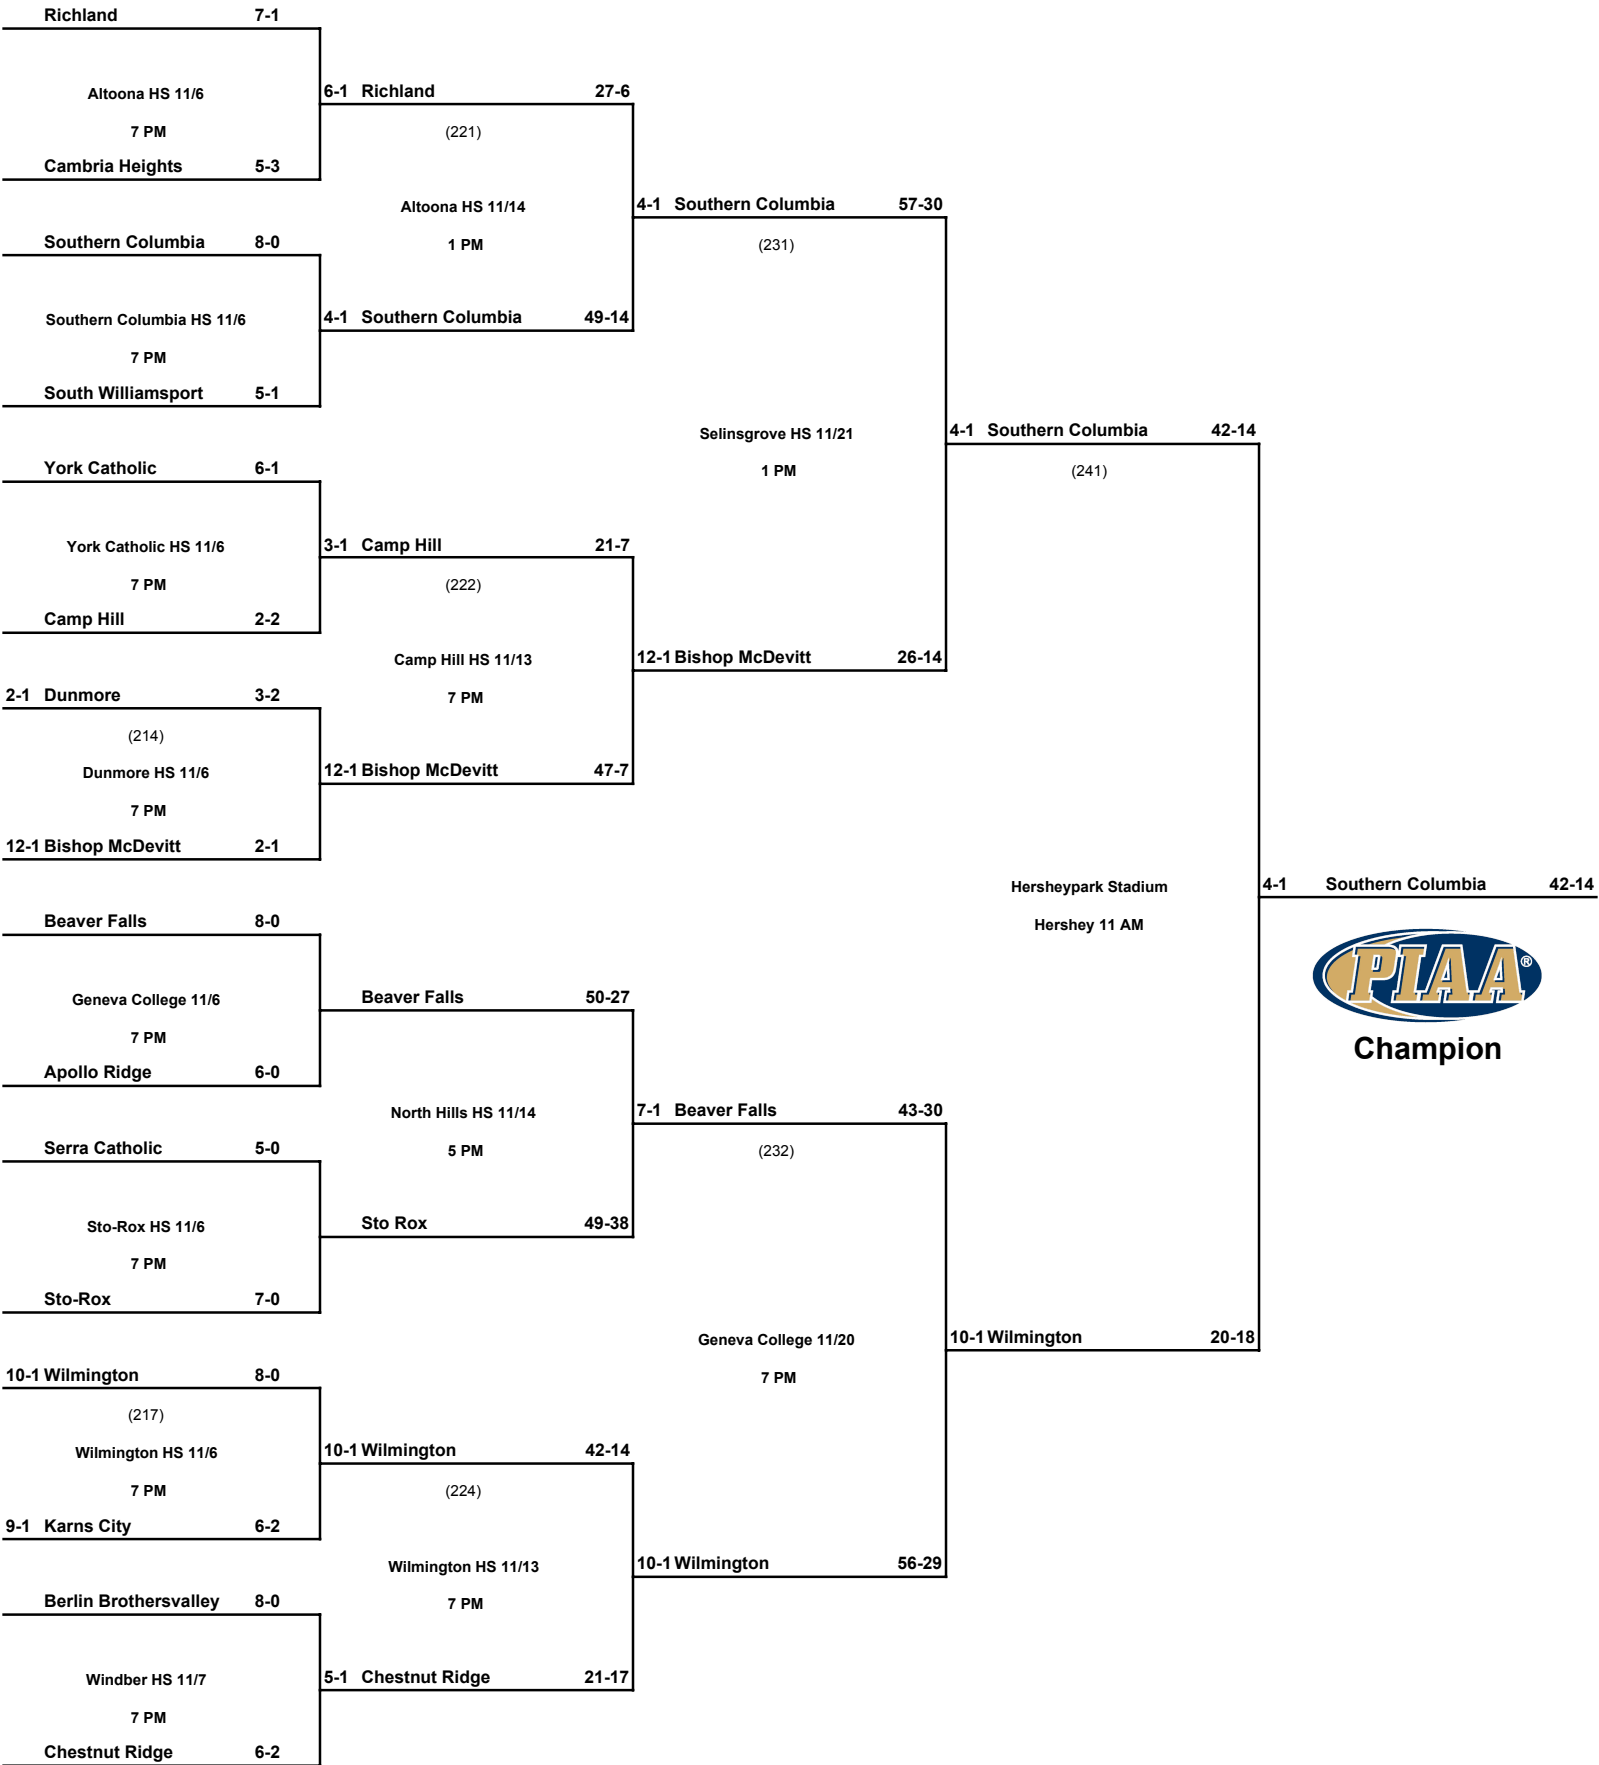 Richland 7-1
Altoona HS 11/6
7 PM
Cambria Heights 5-3
Southern Columbia 8-0
Southern Columbia HS 11/6
7 PM
South Williamsport 5-1
York Catholic 6-1
York Catholic HS 11/6
7 PM
Camp Hill 2-2
2-1 Dunmore 3-2
(214)
Dunmore HS 11/6
7 PM
12-1 Bishop McDevitt 2-1
Beaver Falls 8-0
Geneva College 11/6
7 PM
Apollo Ridge 6-0
Serra Catholic 5-0
Sto-Rox HS 11/6
7 PM
Sto-Rox 7-0
10-1 Wilmington 8-0
(217)
Wilmington HS 11/6
7 PM
9-1 Karns City 6-2
Berlin Brothersvalley 8-0
Windber HS 11/7
7 PM
Chestnut Ridge 6-2
6-1 Richland 27-6
(221)
Altoona HS 11/14
1 PM
4-1 Southern Columbia 49-14
3-1 Camp Hill 21-7
(222)
Camp Hill HS 11/13
7 PM
12-1 Bishop McDevitt 47-7
Beaver Falls 50-27
North Hills HS 11/14
5 PM
Sto Rox 49-38
10-1 Wilmington 42-14
(224)
Wilmington HS 11/13
7 PM
5-1 Chestnut Ridge 21-17
4-1 Southern Columbia 57-30
(231)
Selinsgrove HS 11/21
1 PM
12-1 Bishop McDevitt 26-14
7-1 Beaver Falls 43-30
(232)
Geneva College 11/20
7 PM
10-1 Wilmington 56-29
4-1 Southern Columbia 42-14
(241)
Hersheypark Stadium
Hershey 11 AM
10-1 Wilmington 20-18
4-1 Southern Columbia 42-14
PIAA®
Champion